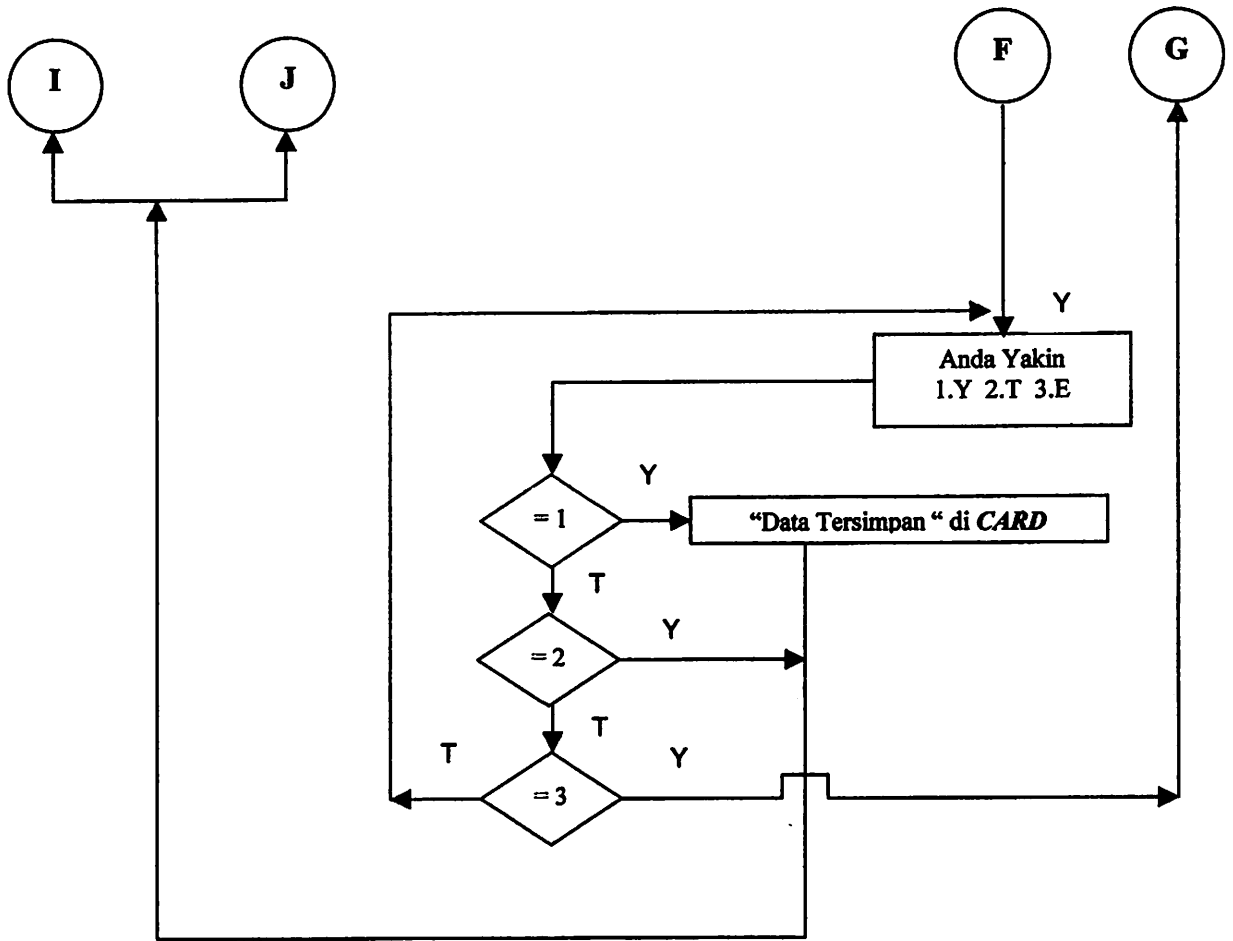 I
J
F
G
Y
Anda Yakin
1.Y 2.T 3.E
Y
= 1
“Data Tersimpan “ di CARD
T
Y
= 2
T
T
Y
= 3